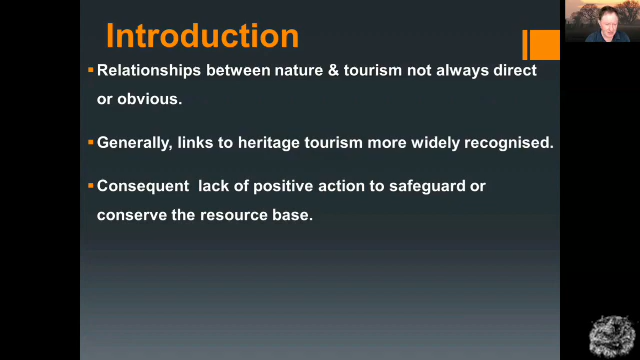 Introduction
▪Relationships between nature & tourism not always direct
or obvious.
▪Generally, links to heritage tourism more widely recognised.
▪Consequent  lack of positive action to safeguard or
conserve the resource base.